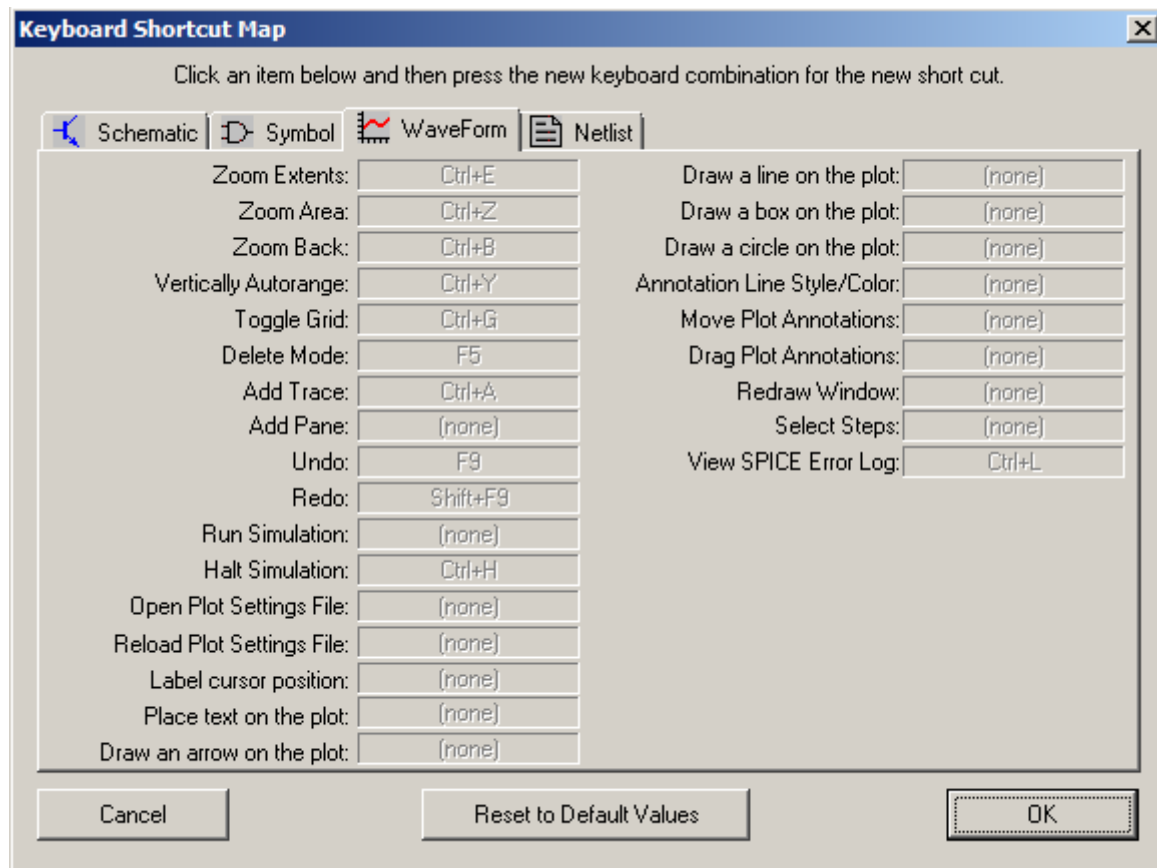 Keyboard Shortcut Map
Click an item below and then press the new keyboard combination for the new short cut.
Schematic Symbol WaveForm Netlist
Zoom Extents: Ctrl+E
Zoom Area: Ctrl+Z
Zoom Back: Ctrl+B
Vertically Autorange: Ctrl+Y
Toggle Grid: Ctrl+G
Delete Mode: F5
Add Trace: Ctrl+A
Add Pane: (none)
Undo: F9
Redo: Shift+F9
Run Simulation: (none)
Halt Simulation: Ctrl+H
Open Plot Settings File: (none)
Reload Plot Settings File: (none)
Label cursor position: (none)
Place text on the plot: (none)
Draw an arrow on the plot: (none)
Draw a line on the plot: (none)
Draw a box on the plot: (none)
Draw a circle on the plot: (none)
Annotation Line Style/Color: (none)
Move Plot Annotations: (none)
Drag Plot Annotations: (none)
Redraw Window: (none)
Select Steps: (none)
View SPICE Error Log: Ctrl+L
Cancel Reset to Default Values OK